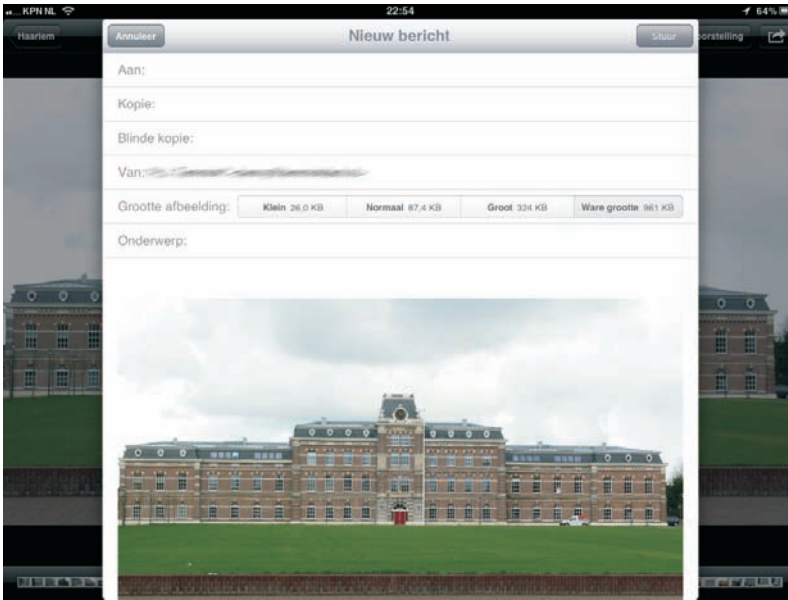 KPN NL 22:54 64%
Haarlem Annuleer Nieuw bericht Stuur orstelling
Aan:
Kopie:
Blinde kopie:
Van:
Grootte afbeelding: Klein 26,0 KB Normaal 87,4 KB Groot 324 KB Ware grootte 961 KB
Onderwerp: